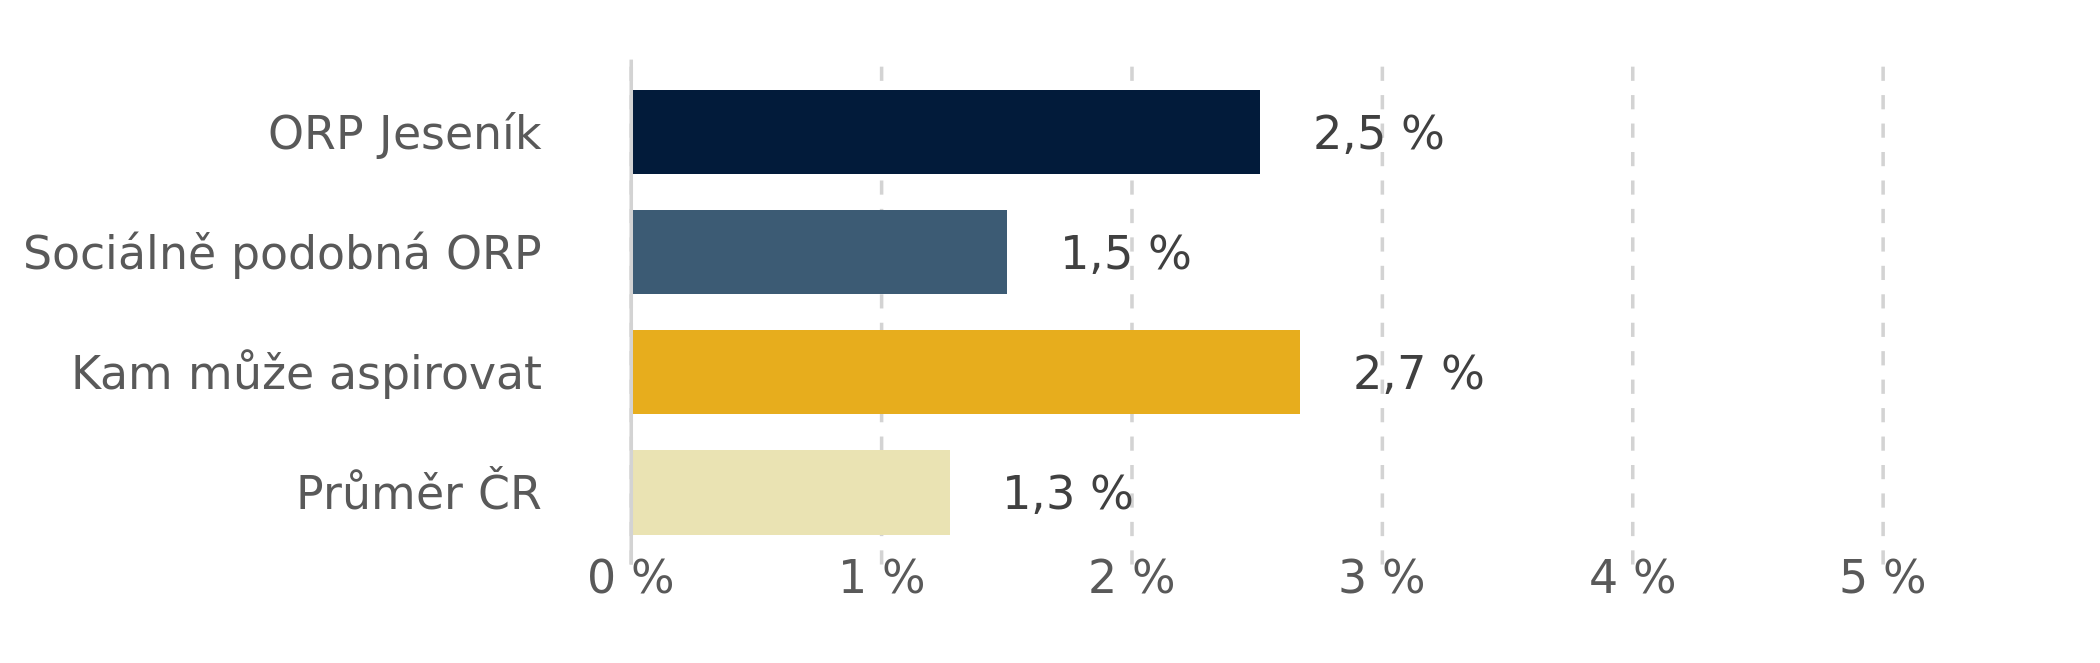 ORP Jeseník 2,5 %
Sociálně podobná ORP 1,5 %
Kam může aspirovat 2,7 %
Průměr ČR 1,3 %
0 % 1 % 2 % 3 % 4 % 5 %